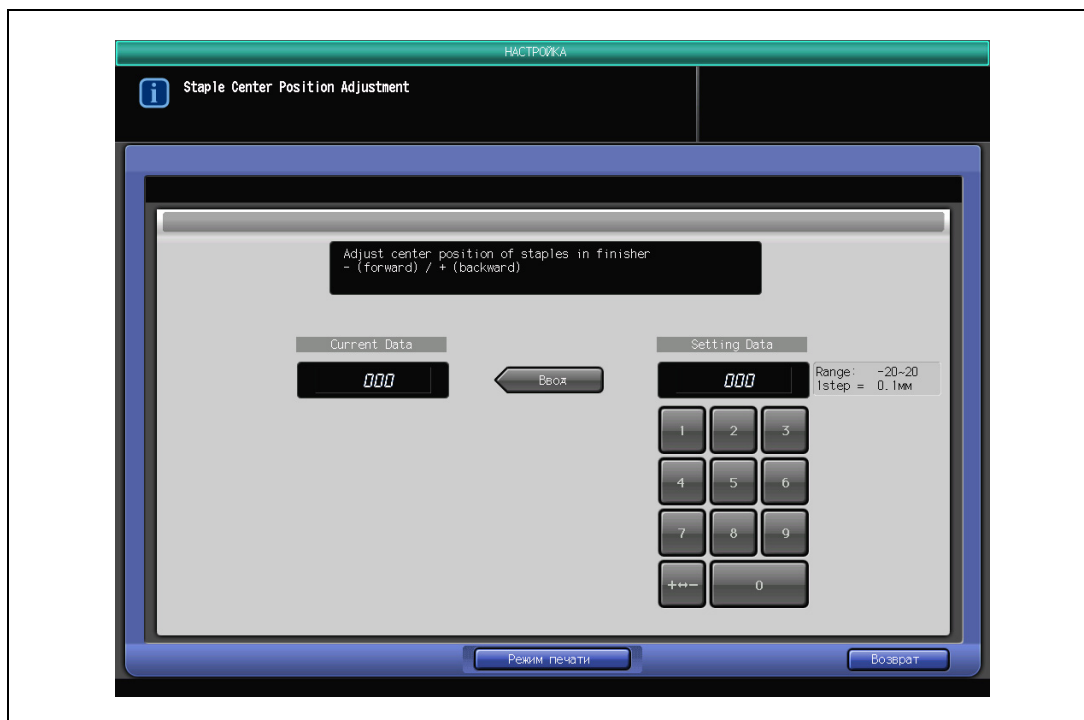 НАСТРОЙКА
Staple Center Position Adjustment
Adjust center position of staples in finisher
- (forward) / + (backward)
Current Data
Setting Data
000
Ввод
000
Range: -20~20
1step = 0.1мм
1 2 3
4 5 6
7 8 9
+↔- 0
Режим печати
Возврат